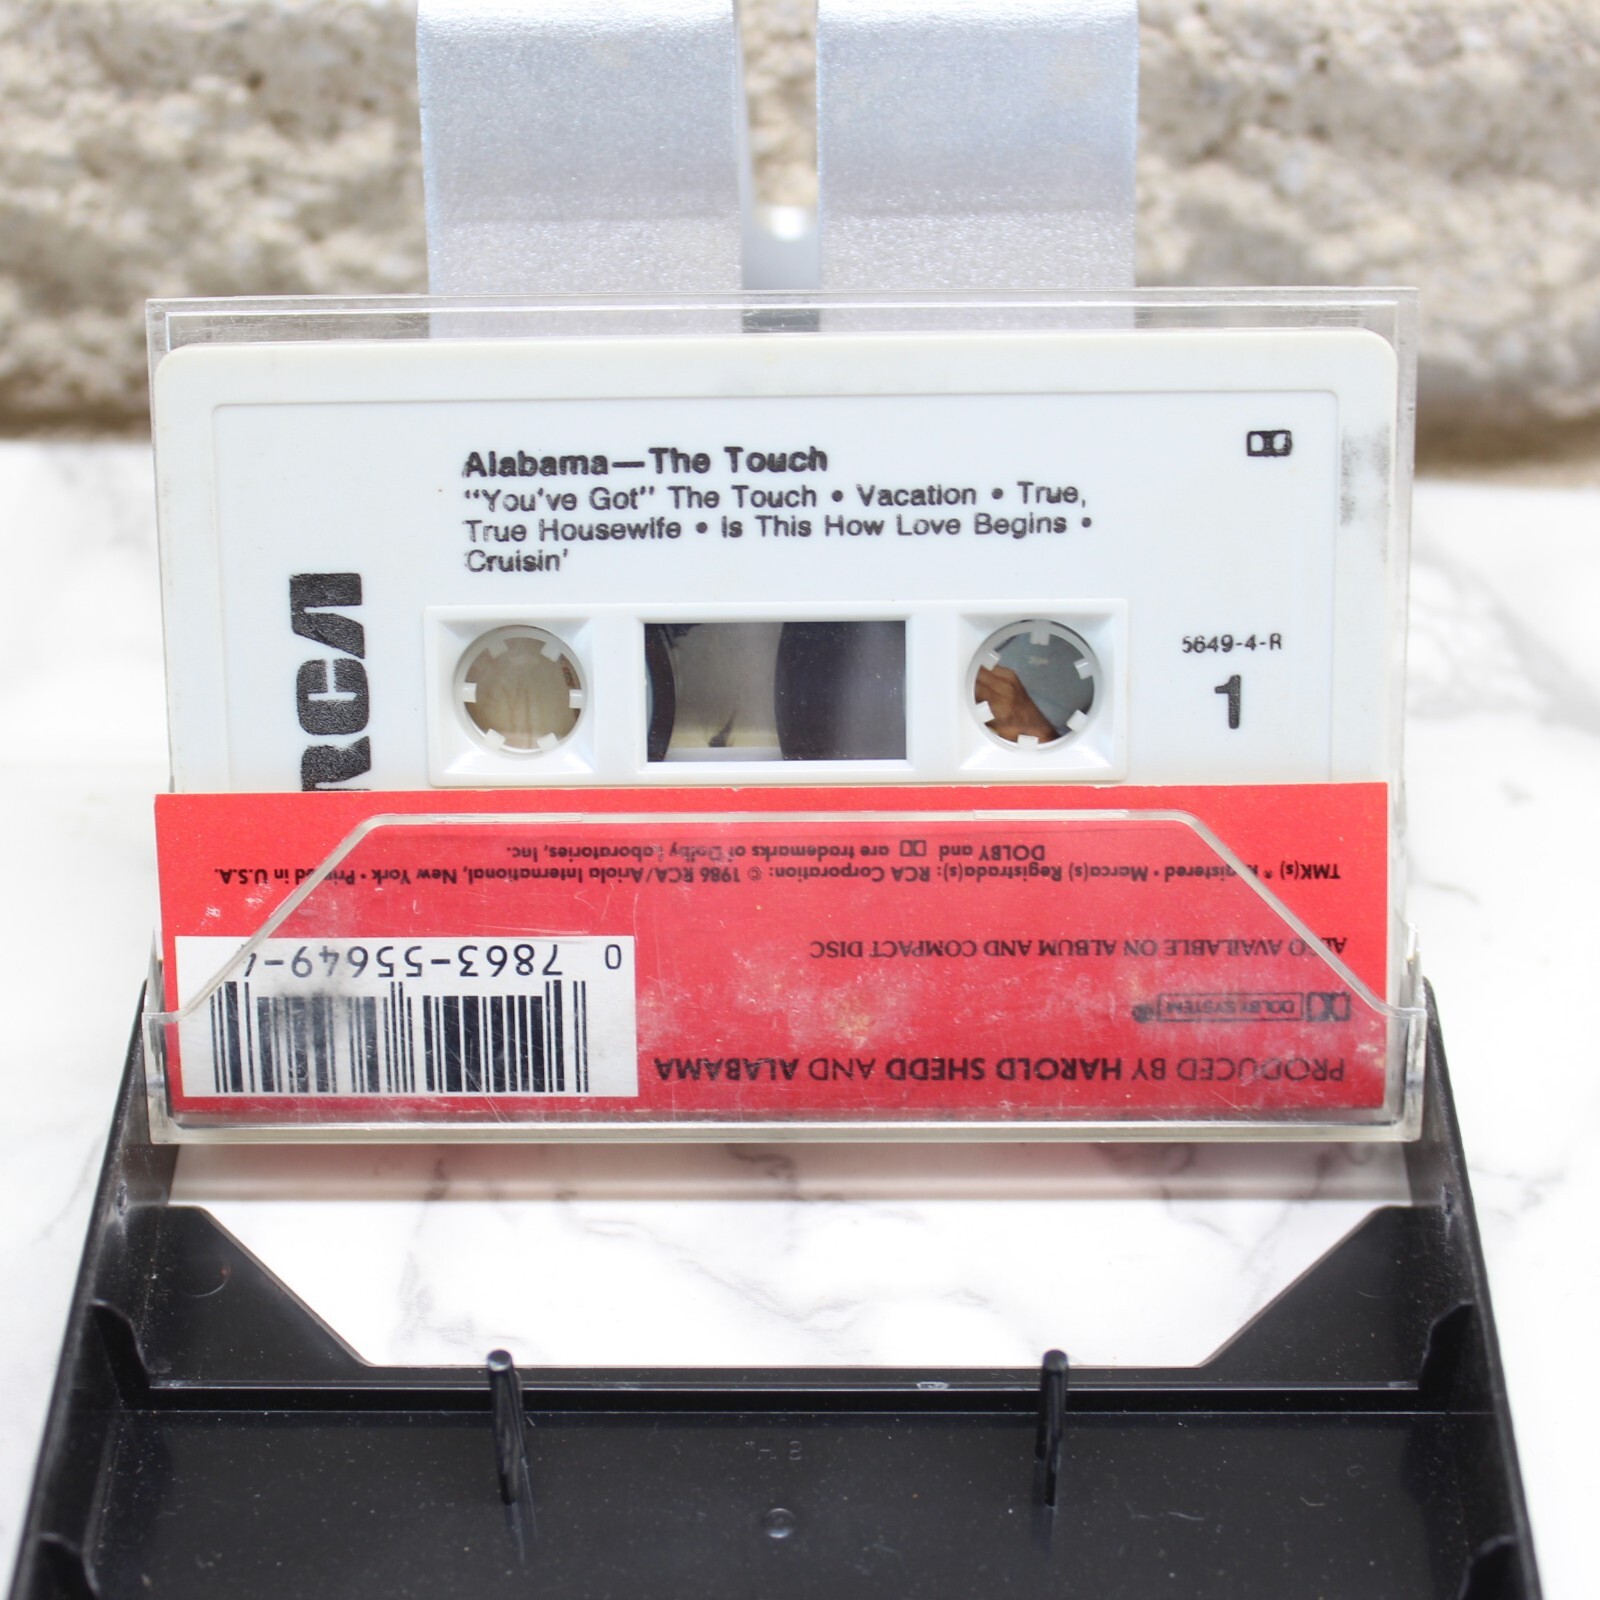 Alabama—The Touch
“You've Got” The Touch • Vacation • True,
True Housewife • Is This How Love Begins •
Cruisin'
RCA
5649-4-R
1
PRODUCED BY HAROLD SHEDD AND ALABAMA
DOLBY SYSTEM
ALSO AVAILABLE ON ALBUM AND COMPACT DISC
TMK(s) ® Registered • Marca(s) Registrada(s): RCA Corporation: © 1986 RCA/Ariola International, New York • Printed in U.S.A.
DOLBY and are trademarks of Dolby Laboratories, Inc.
0 7863-55649-4